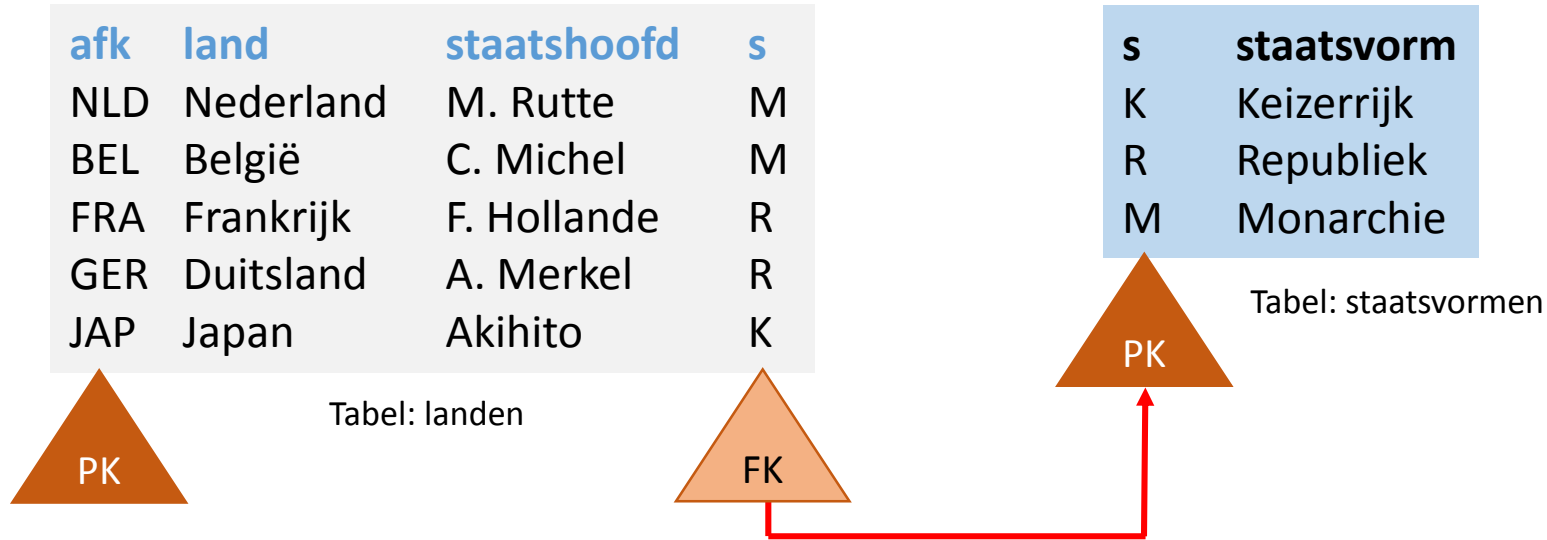 afk land staatshoofd s
NLD Nederland M. Rutte M
BEL België C. Michel M
FRA Frankrijk F. Hollande R
GER Duitsland A. Merkel R
JAP Japan Akihito K
PK
Tabel: landen
FK
s staatsvorm
K Keizerrijk
R Republiek
M Monarchie
PK
Tabel: staatsvormen